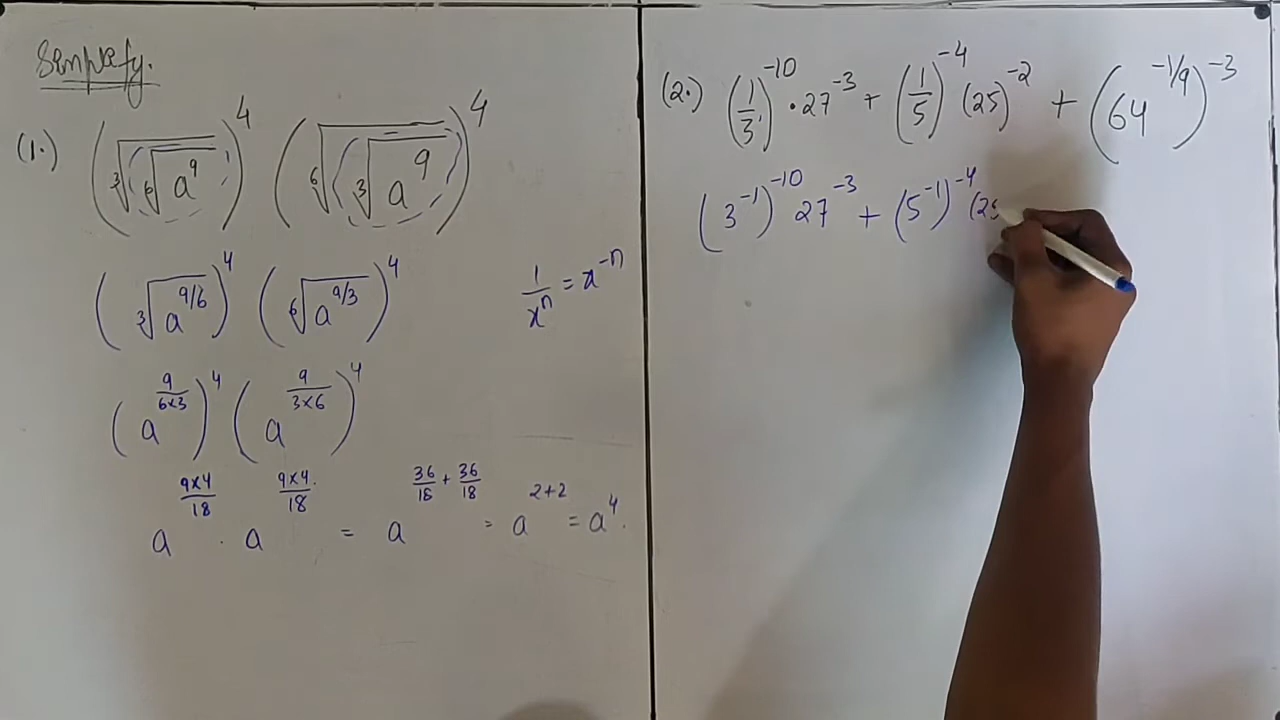 Simplify.
(1.) (∛(⁶√a⁹))⁴ (⁶√(∛a⁹))⁴
(∛a^{9/6})⁴ (⁶√a^{9/3})⁴
1/xⁿ = x⁻ⁿ
(a^{9/(6×3)})⁴ (a^{9/(3×6)})⁴
a^{(9×4)/18} · a^{(9×4)/18} = a^{36/18 + 36/18} = a^{2+2} = a⁴.
(2.) (1/3)^{-10} · 27^{-3} + (1/5)^{-4} (25)^{-2} + (64^{-1/9})^{-3}
(3^{-1})^{-10} 27^{-3} + (5^{-1})^{-4} (25